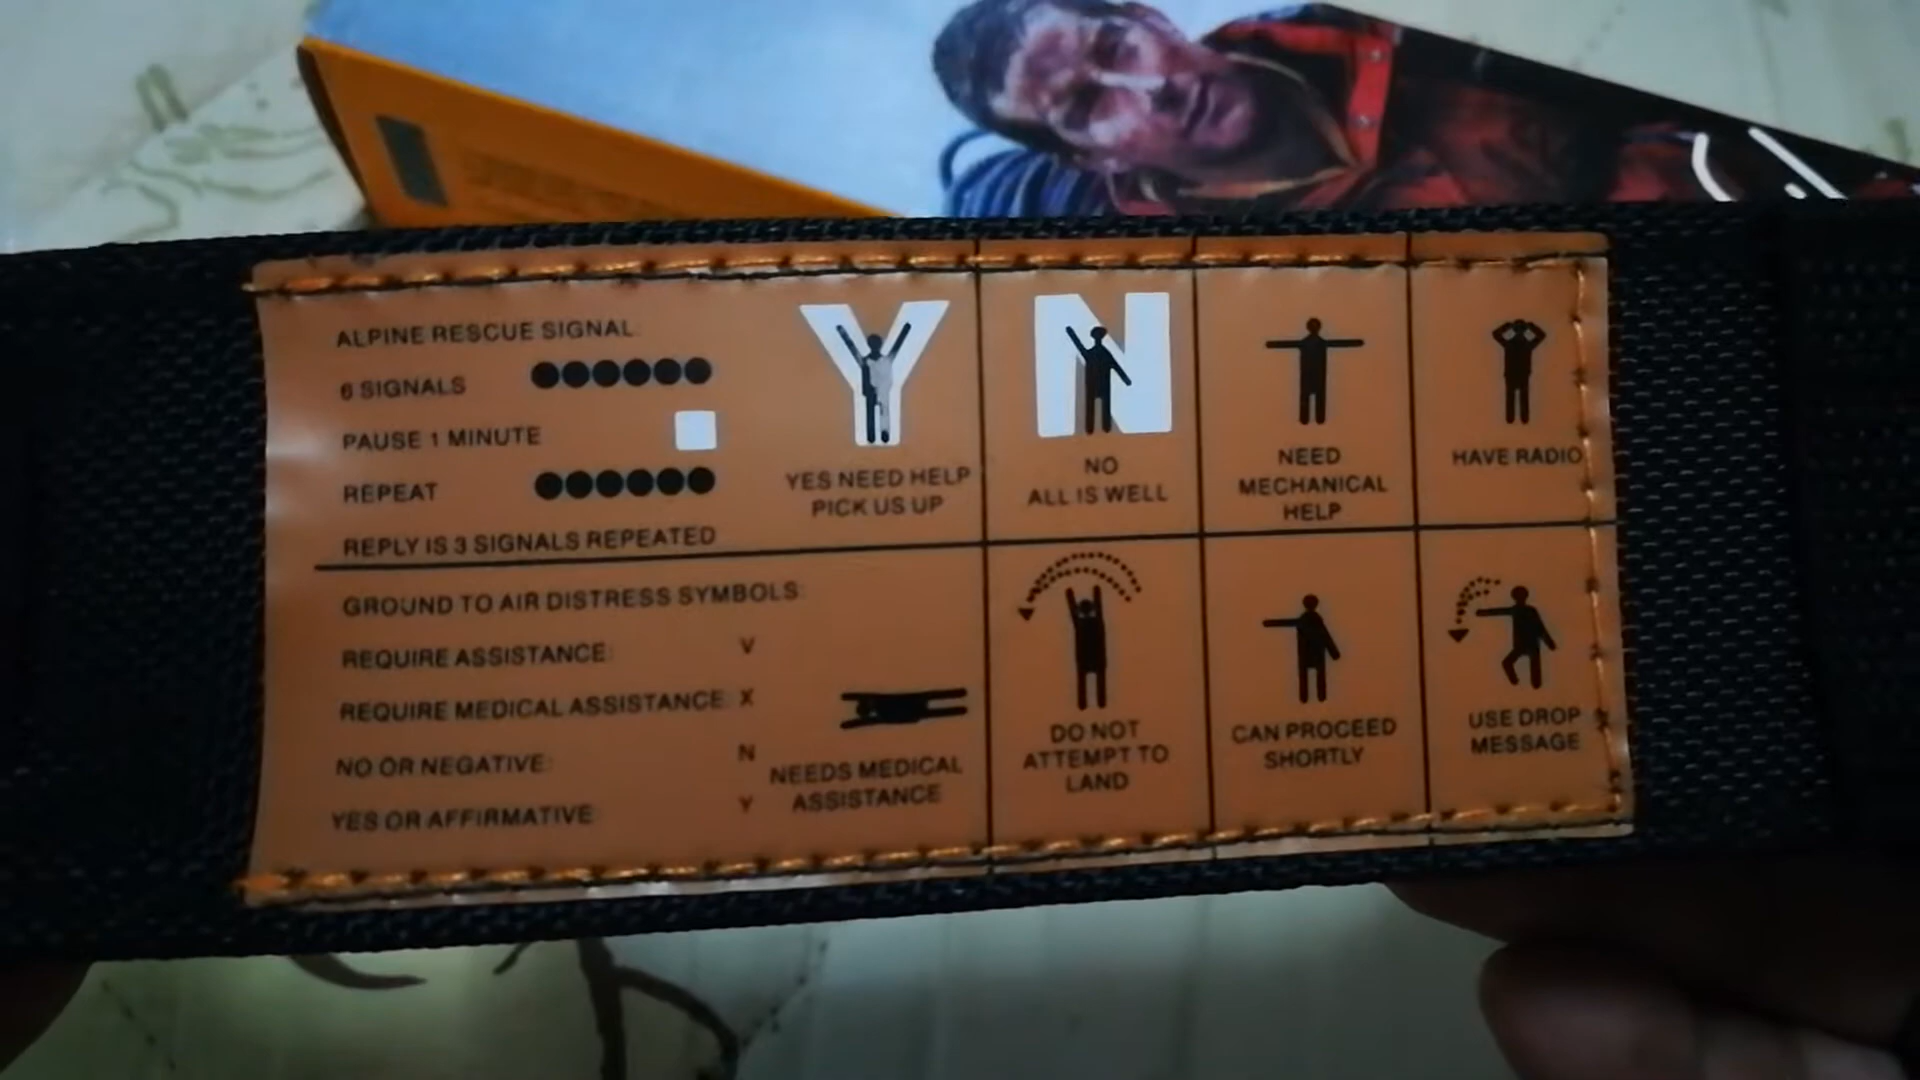 ALPINE RESCUE SIGNAL:
6 SIGNALS
PAUSE 1 MINUTE
REPEAT
REPLY IS 3 SIGNALS REPEATED
Y
YES NEED HELP
PICK US UP
N
NO
ALL IS WELL
NEED
MECHANICAL
HELP
HAVE RADIO
GROUND TO AIR DISTRESS SYMBOLS:
REQUIRE ASSISTANCE: V
REQUIRE MEDICAL ASSISTANCE: X
NO OR NEGATIVE: N
YES OR AFFIRMATIVE: Y
NEEDS MEDICAL
ASSISTANCE
DO NOT
ATTEMPT TO
LAND
CAN PROCEED
SHORTLY
USE DROP
MESSAGE